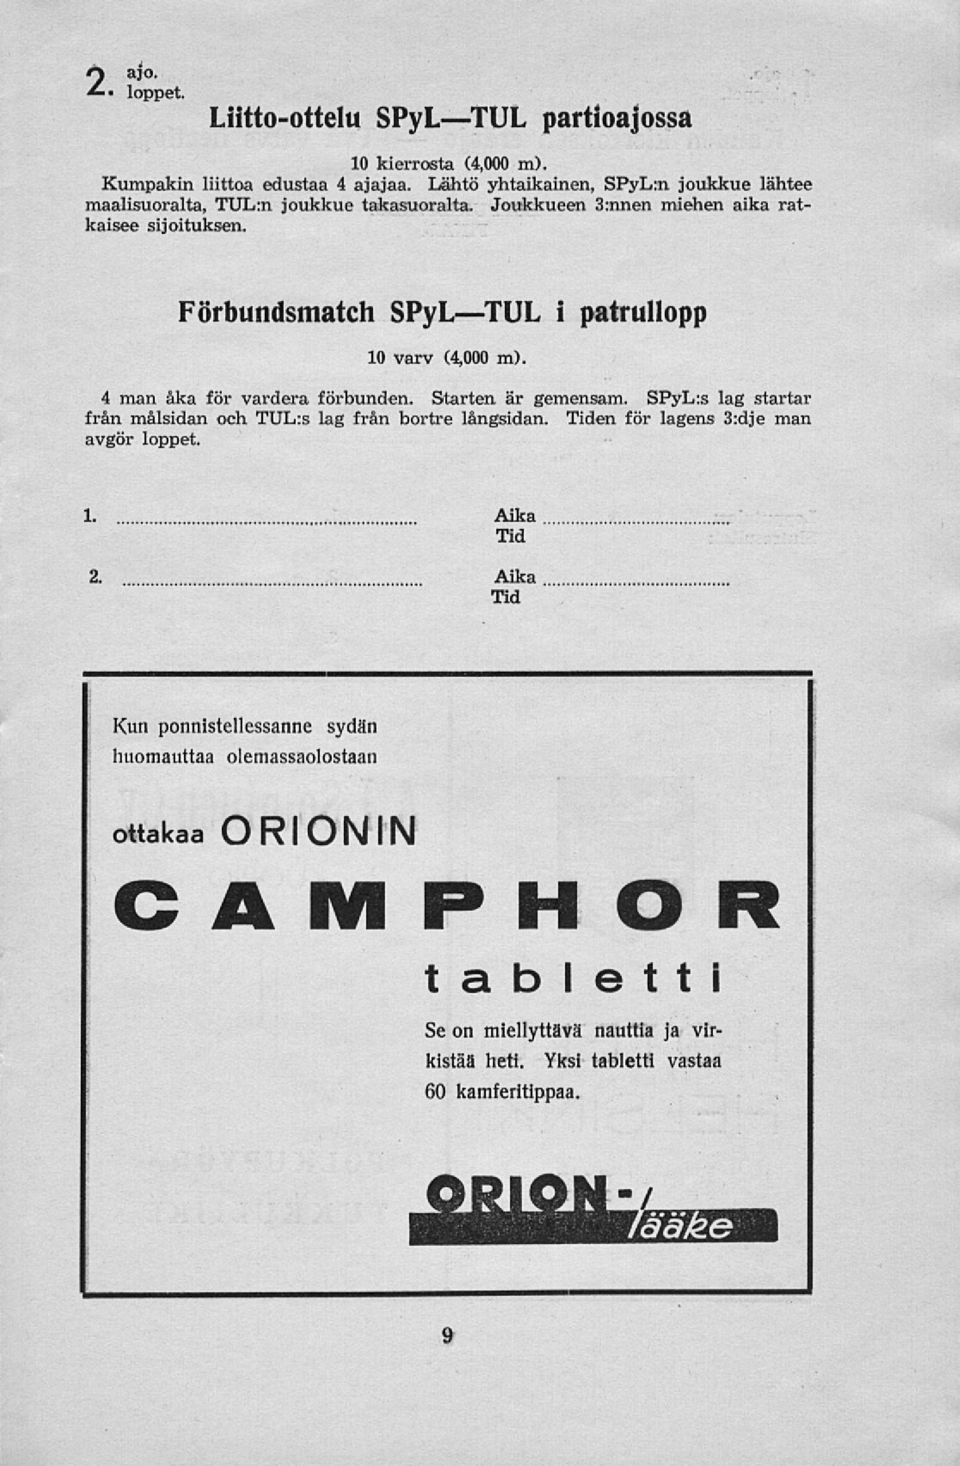 2. ajo.
loppet.
Liitto-ottelu SPyL—TUL partioajossa
10 kierrosta (4,000 m).
Kumpakin liittoa edustaa 4 ajajaa. Lähtö yhtaikainen, SPyL:n joukkue lähtee
maalisuoralta, TUL:n joukkue takasuoralta. Joukkueen 3:nnen miehen aika rat-
kaisee sijoituksen.
Förbundsmatch SPyL—TUL i patrullopp
10 varv (4,000 m).
4 man åka för vardera förbunden. Starten är gemensam. SPyL:s lag startar
från målsidan och TUL:s lag från bortre långsidan. Tiden för lagens 3:dje man
avgör loppet.
1. ............................................................ Aika ......................................
Tid
2. ............................................................ Aika ......................................
Tid
Kun ponnistellessanne sydän
huomauttaa olemassaolostaan
ottakaa ORIONIN
CAMPHOR
tabletti
Se on miellyttävä nauttia ja vir-
kistää heti. Yksi tabletti vastaa
60 kamferitippaa.
ORION-
lääke
9